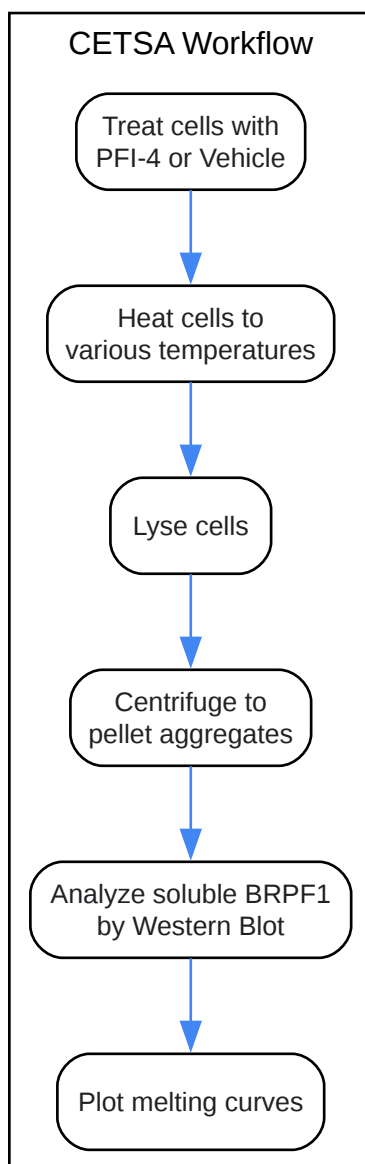 CETSA Workflow
Treat cells with
PFI-4 or Vehicle
Heat cells to
various temperatures
Lyse cells
Centrifuge to
pellet aggregates
Analyze soluble BRPF1
by Western Blot
Plot melting curves